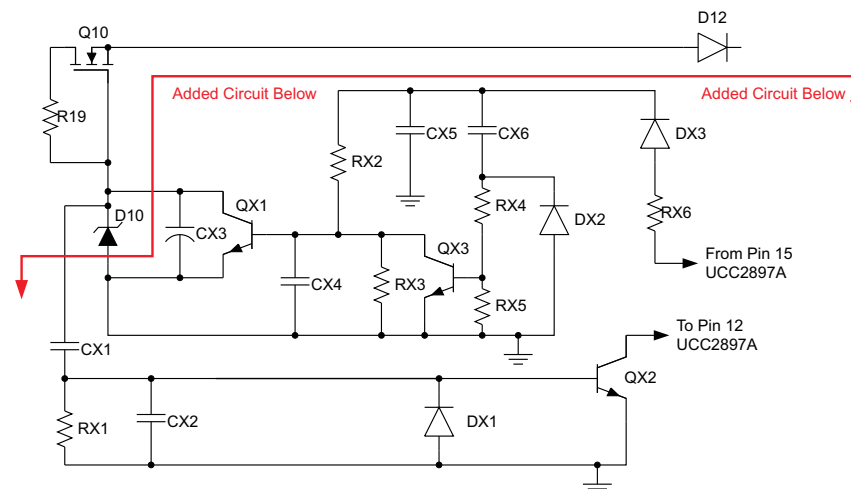 D12
Q10
Added Circuit Below
Added Circuit Below
R19
CX5
CX6
DX3
RX2
QX1
D10
CX3
RX4
DX2
RX6
QX3
From Pin 15
UCC2897A
CX4
RX3
RX5
To Pin 12
UCC2897A
CX1
QX2
RX1
CX2
DX1